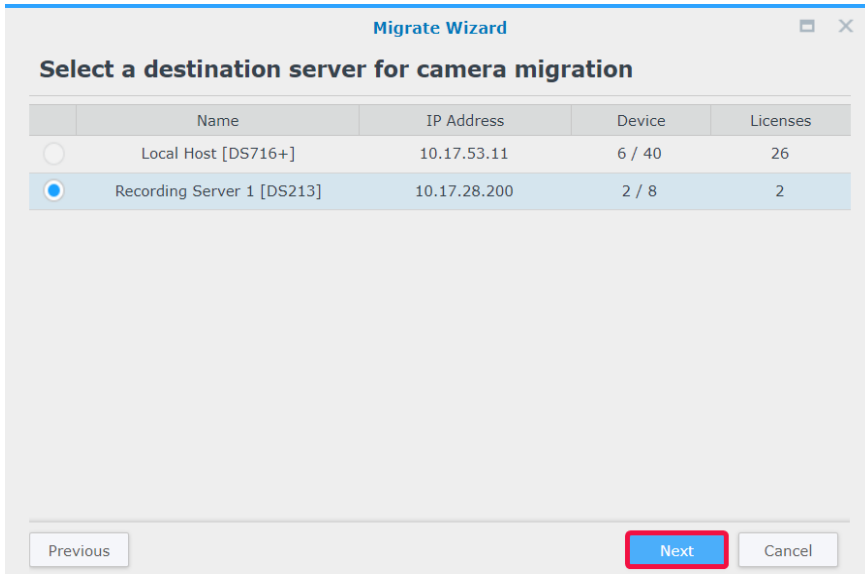 Migrate Wizard
Select a destination server for camera migration
Name IP Address Device Licenses
Local Host [DS716+] 10.17.53.11 6 / 40 26
Recording Server 1 [DS213] 10.17.28.200 2 / 8 2
Previous Next Cancel